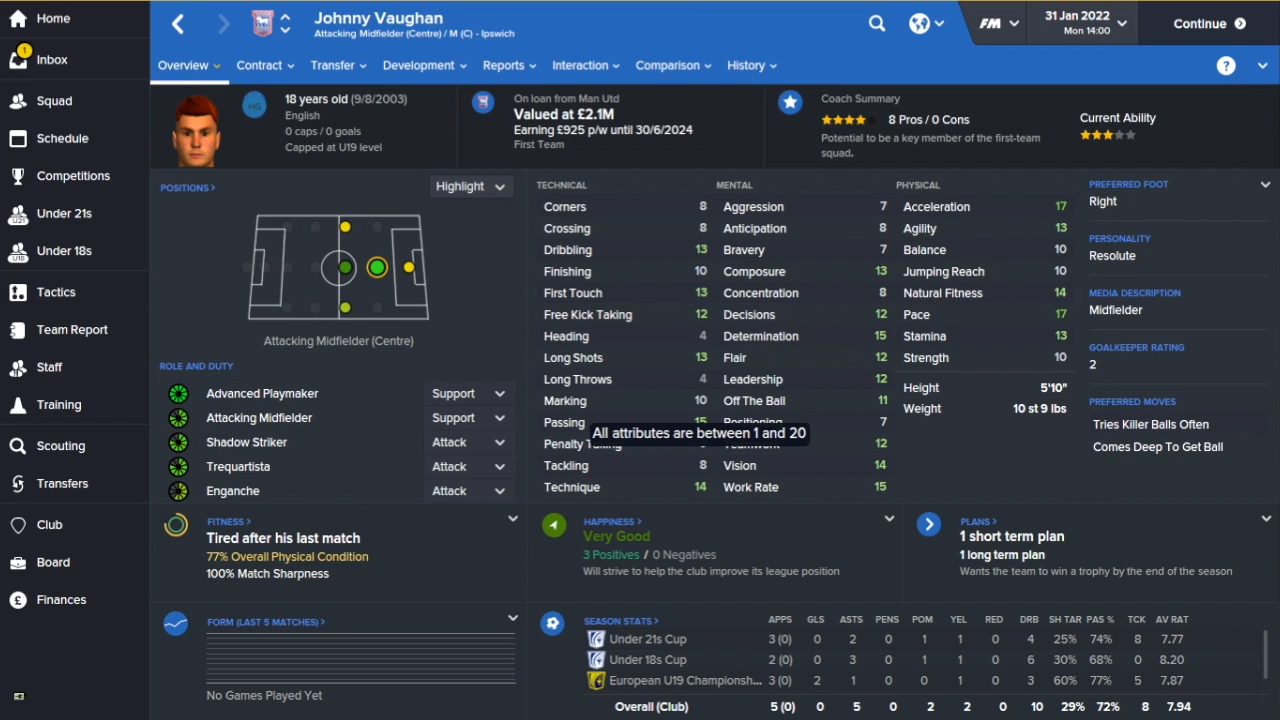 Home
Inbox
1
Squad
Schedule
Competitions
Under 21s
U21
Under 18s
U18
Tactics
Team Report
Staff
Training
Scouting
Transfers
Club
Board
Finances
Johnny Vaughan
Attacking Midfielder (Centre) / M (C) - Ipswich
FM
31 Jan 2022
Mon 14:00
Continue
Overview Contract Transfer Development Reports Interaction Comparison History ?
HG
18 years old (9/8/2003)
English
0 caps / 0 goals
Capped at U19 level
On loan from Man Utd
Valued at £2.1M
Earning £925 p/w until 30/6/2024
First Team
Coach Summary
8 Pros / 0 Cons
Potential to be a key member of the first-team
squad.
Current Ability
POSITIONS >
Highlight
Attacking Midfielder (Centre)
ROLE AND DUTY
Advanced Playmaker Support
Attacking Midfielder Support
Shadow Striker Attack
Trequartista Attack
Enganche Attack
TECHNICAL
Corners 8
Crossing 8
Dribbling 13
Finishing 10
First Touch 13
Free Kick Taking 12
Heading 4
Long Shots 13
Long Throws 4
Marking 10
Passing 15
Penalty
Tackling 8
Technique 14
MENTAL
Aggression 7
Anticipation 8
Bravery 7
Composure 13
Concentration 8
Decisions 12
Determination 15
Flair 12
Leadership 12
Off The Ball 11
Positioning 7
Teamwork 12
Vision 14
Work Rate 15
All attributes are between 1 and 20
PHYSICAL
Acceleration 17
Agility 13
Balance 10
Jumping Reach 10
Natural Fitness 14
Pace 17
Stamina 13
Strength 10
Height 5'10"
Weight 10 st 9 lbs
PREFERRED FOOT
Right
PERSONALITY
Resolute
MEDIA DESCRIPTION
Midfielder
GOALKEEPER RATING
2
PREFERRED MOVES
Tries Killer Balls Often
Comes Deep To Get Ball
FITNESS >
Tired after his last match
77% Overall Physical Condition
100% Match Sharpness
HAPPINESS >
Very Good
3 Positives / 0 Negatives
Will strive to help the club improve its league position
PLANS >
1 short term plan
1 long term plan
Wants the team to win a trophy by the end of the season
FORM (LAST 5 MATCHES) >
No Games Played Yet
SEASON STATS > APPS GLS ASTS PENS POM YEL RED DRB SH TAR PAS % TCK AV RAT
Under 21s Cup 3 (0) 0 2 0 1 1 0 4 25% 74% 8 7.77
Under 18s Cup 2 (0) 0 3 0 1 1 0 6 30% 68% 0 8.20
European U19 Championsh... 3 (0) 2 1 0 0 1 0 3 60% 77% 5 7.87
Overall (Club) 5 (0) 0 5 0 2 2 0 10 29% 72% 8 7.94